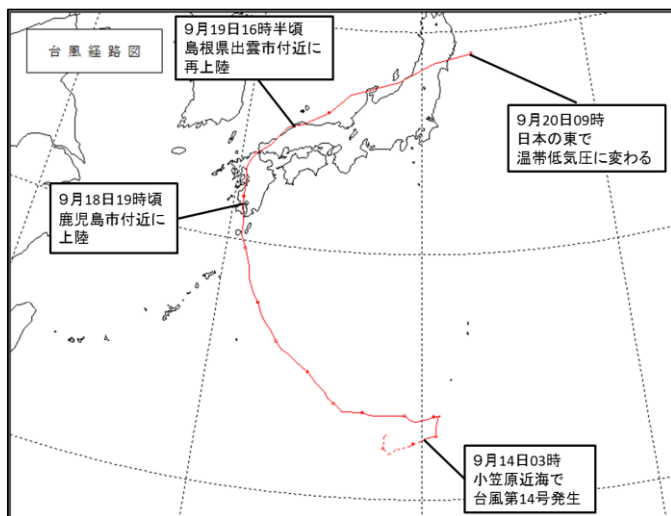 台風経路図
9月19日16時半頃
島根県出雲市付近に
再上陸
9月20日09時
日本の東で
温帯低気圧に変わる
9月18日19時頃
鹿児島市付近に
上陸
9月14日03時
小笠原近海で
台風第14号発生